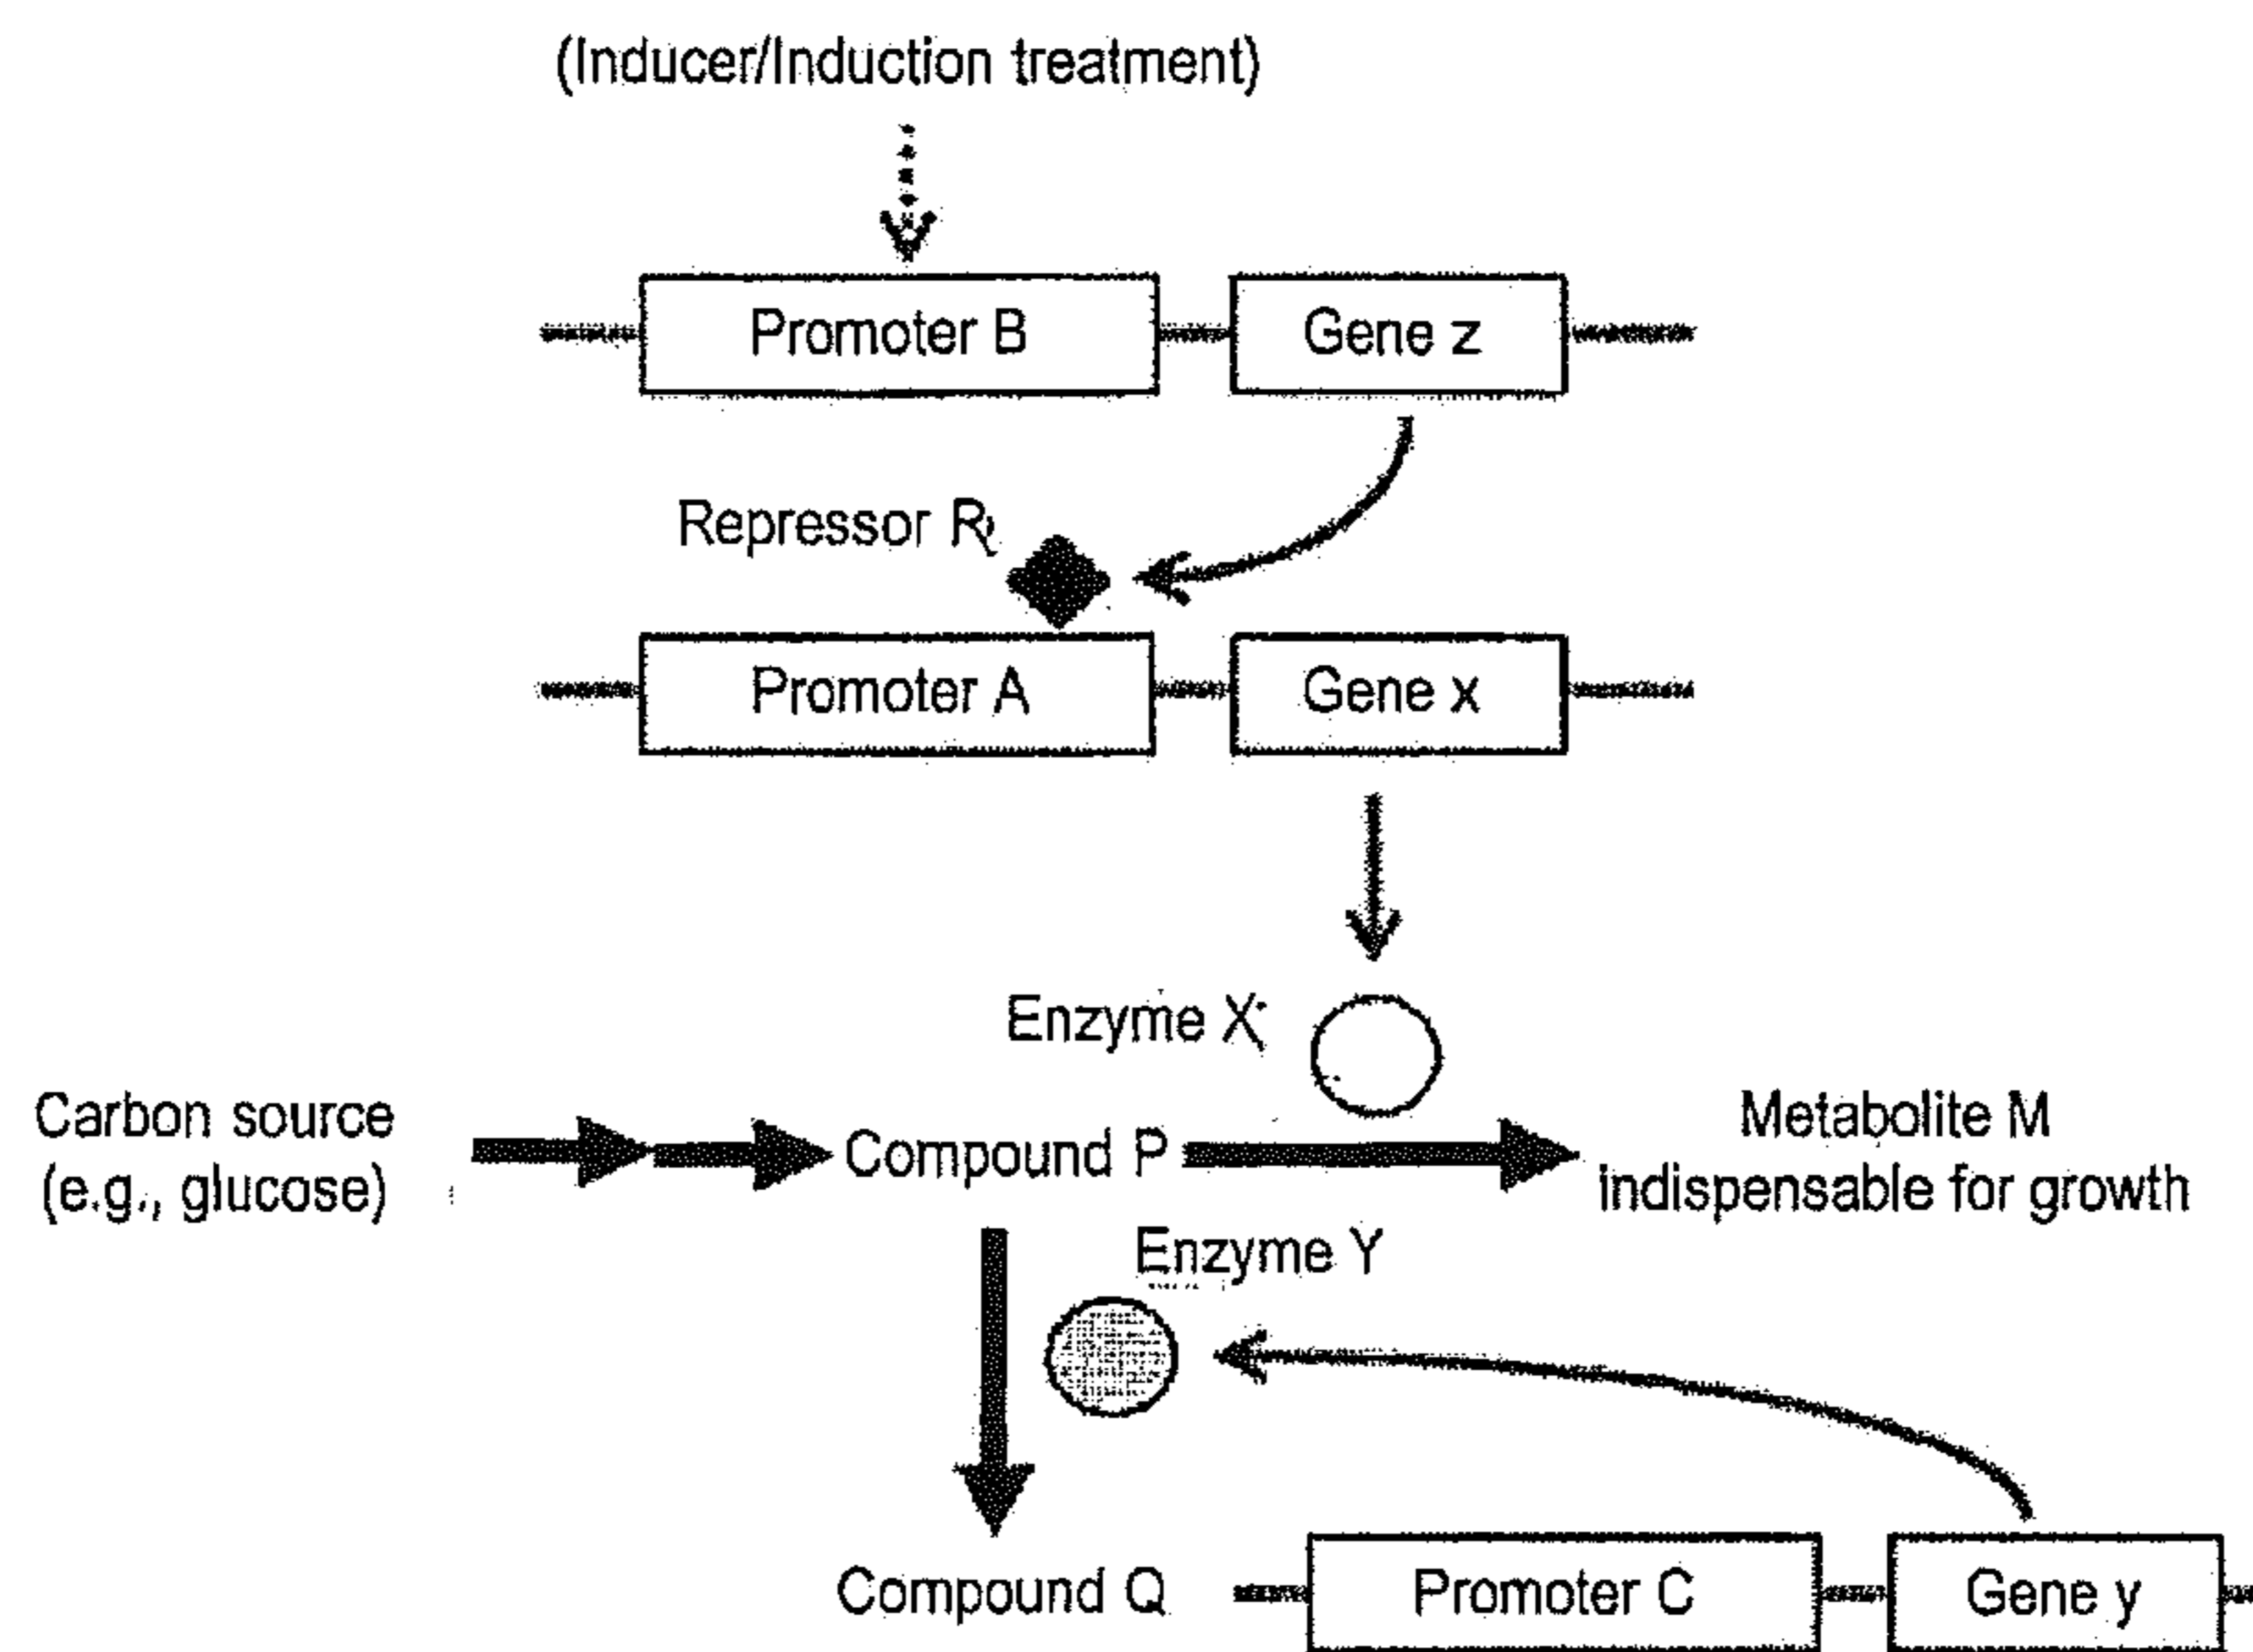 (Inducer/Induction treatment)
Promoter B
Gene z
Repressor R
Promoter A
Gene x
Enzyme X
Carbon source
(e.g., glucose)
Compound P
Metabolite M
indispensable for growth
Enzyme Y
Compound Q
Promoter C
Gene y